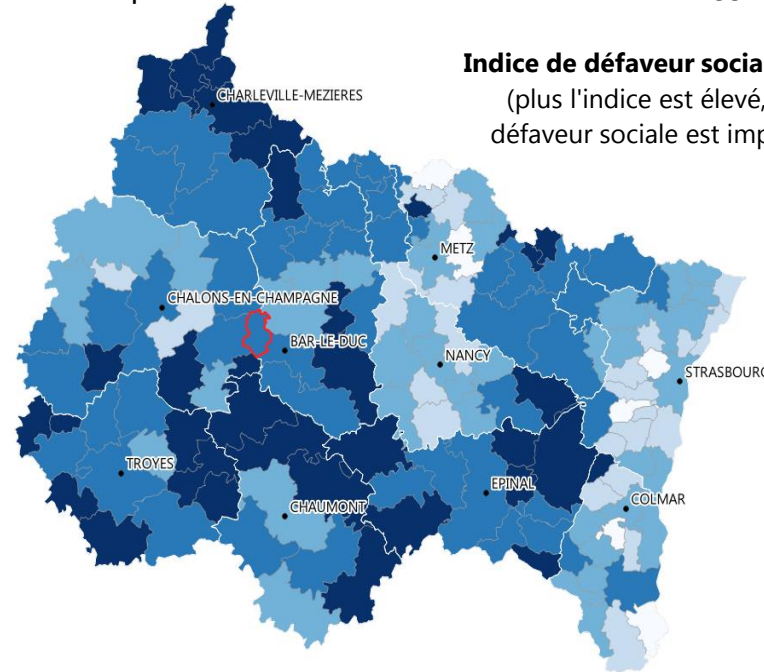 Indice de défaveur socia
(plus l'indice est élevé,
défaveur sociale est imp
CHARLEVILLE-MEZIERES
METZ
CHALONS-EN-CHAMPAGNE
BAR-LE-DUC
NANCY
STRASBOURG
TROYES
EPINAL
CHAUMONT
COLMAR